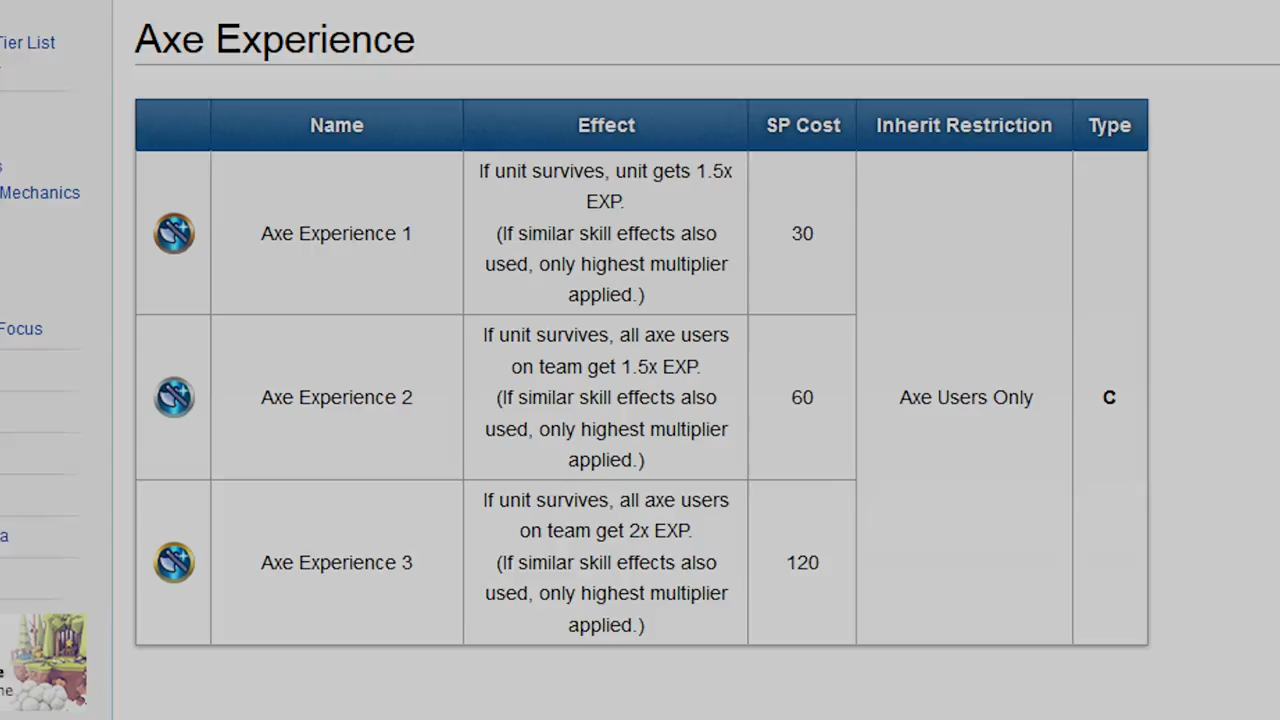 Tier List
Mechanics
Focus
Axe Experience
Name Effect SP Cost Inherit Restriction Type
If unit survives, unit gets 1.5x
EXP.
Axe Experience 1
(If similar skill effects also
30
used, only highest multiplier
applied.)
If unit survives, all axe users
on team get 1.5x EXP.
Axe Experience 2
(If similar skill effects also
60
Axe Users Only
C
used, only highest multiplier
applied.)
If unit survives, all axe users
on team get 2x EXP.
Axe Experience 3
(If similar skill effects also
120
used, only highest multiplier
applied.)